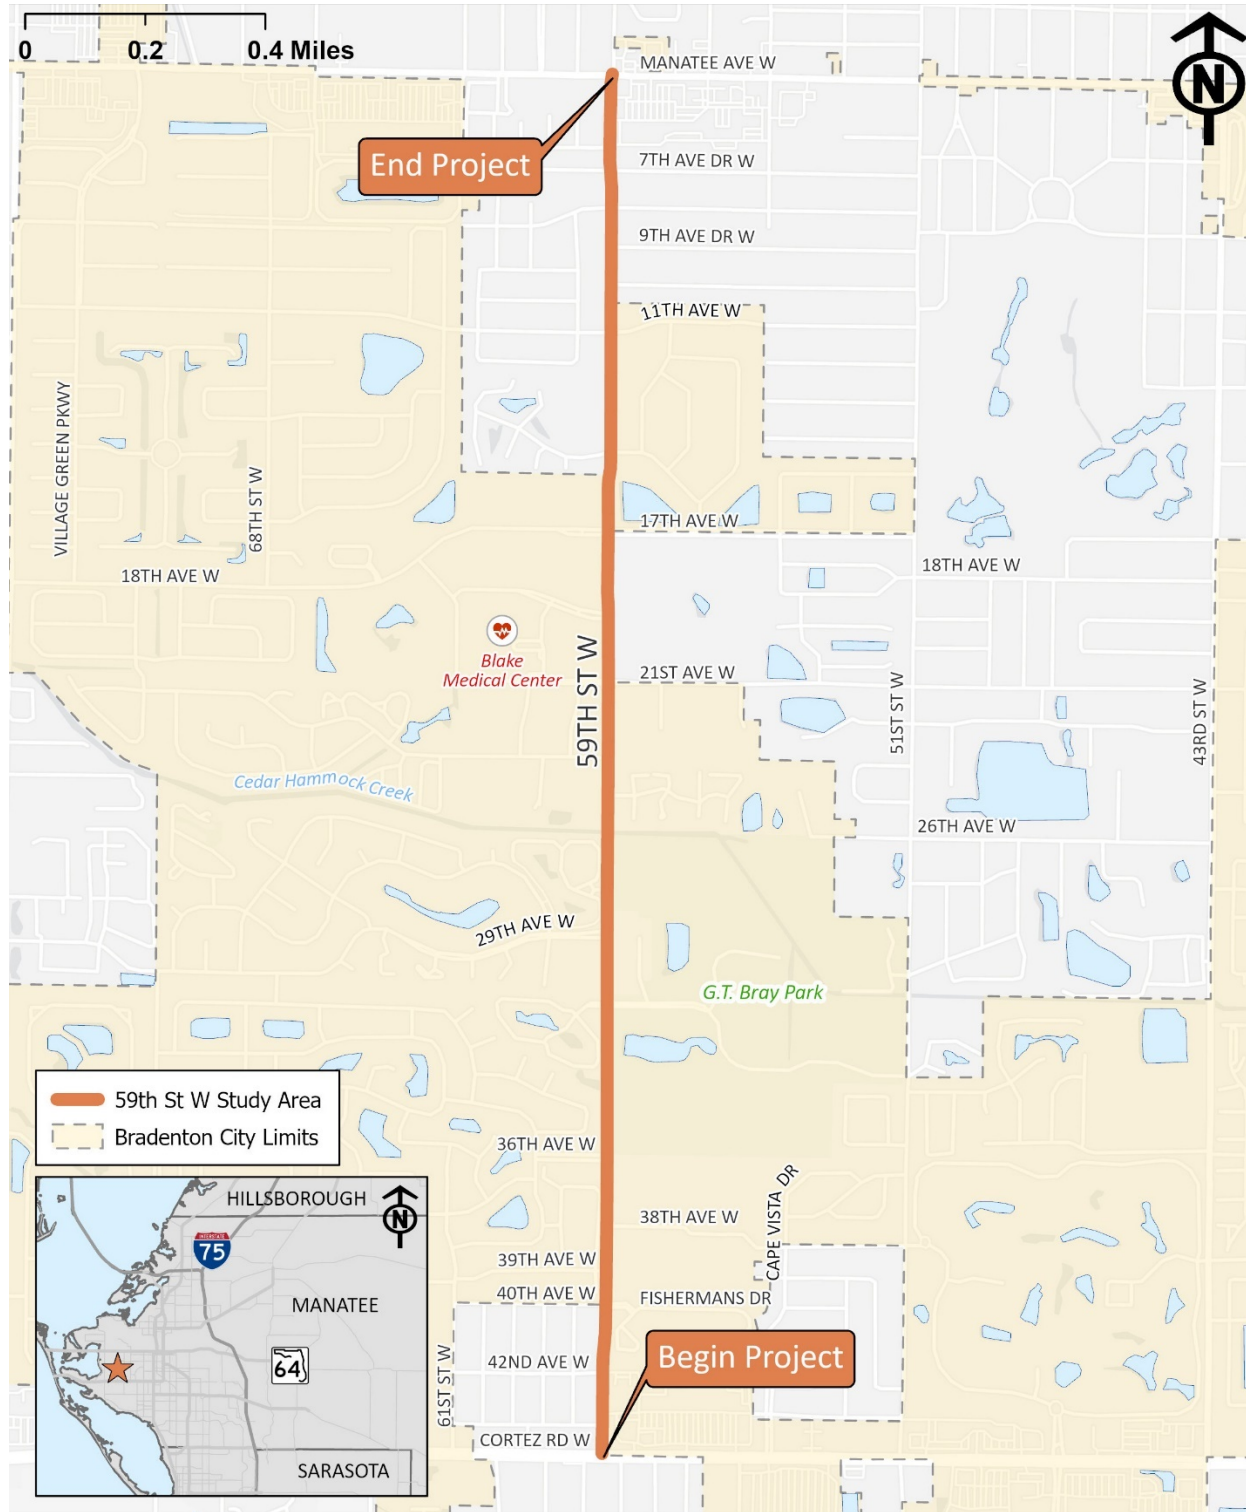 0 0.2 0.4 Miles
N
MANATEE AVE W
End Project
7TH AVE DR W
9TH AVE DR W
11TH AVE W
VILLAGE GREEN PKWY
68TH ST W
17TH AVE W
18TH AVE W
18TH AVE W
Blake
Medical Center
59TH ST W
21ST AVE W
51ST ST W
43RD ST W
Cedar Hammock Creek
26TH AVE W
29TH AVE W
G.T. Bray Park
59th St W Study Area
Bradenton City Limits
36TH AVE W
38TH AVE W
CAPE VISTA DR
39TH AVE W
40TH AVE W
FISHERMANS DR
42ND AVE W
Begin Project
61ST ST W
CORTEZ RD W
HILLSBOROUGH
N
INTERSTATE
75
MANATEE
64
SARASOTA